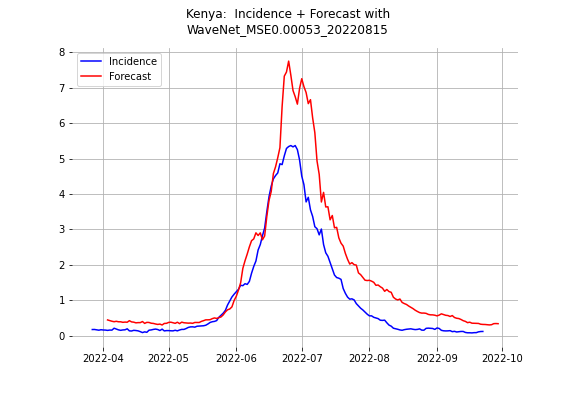 Kenya:  Incidence + Forecast with
WaveNet_MSE0.00053_20220815
Incidence
Forecast
8
7
6
5
4
3
2
1
0
2022-04 2022-05 2022-06 2022-07 2022-08 2022-09 2022-10